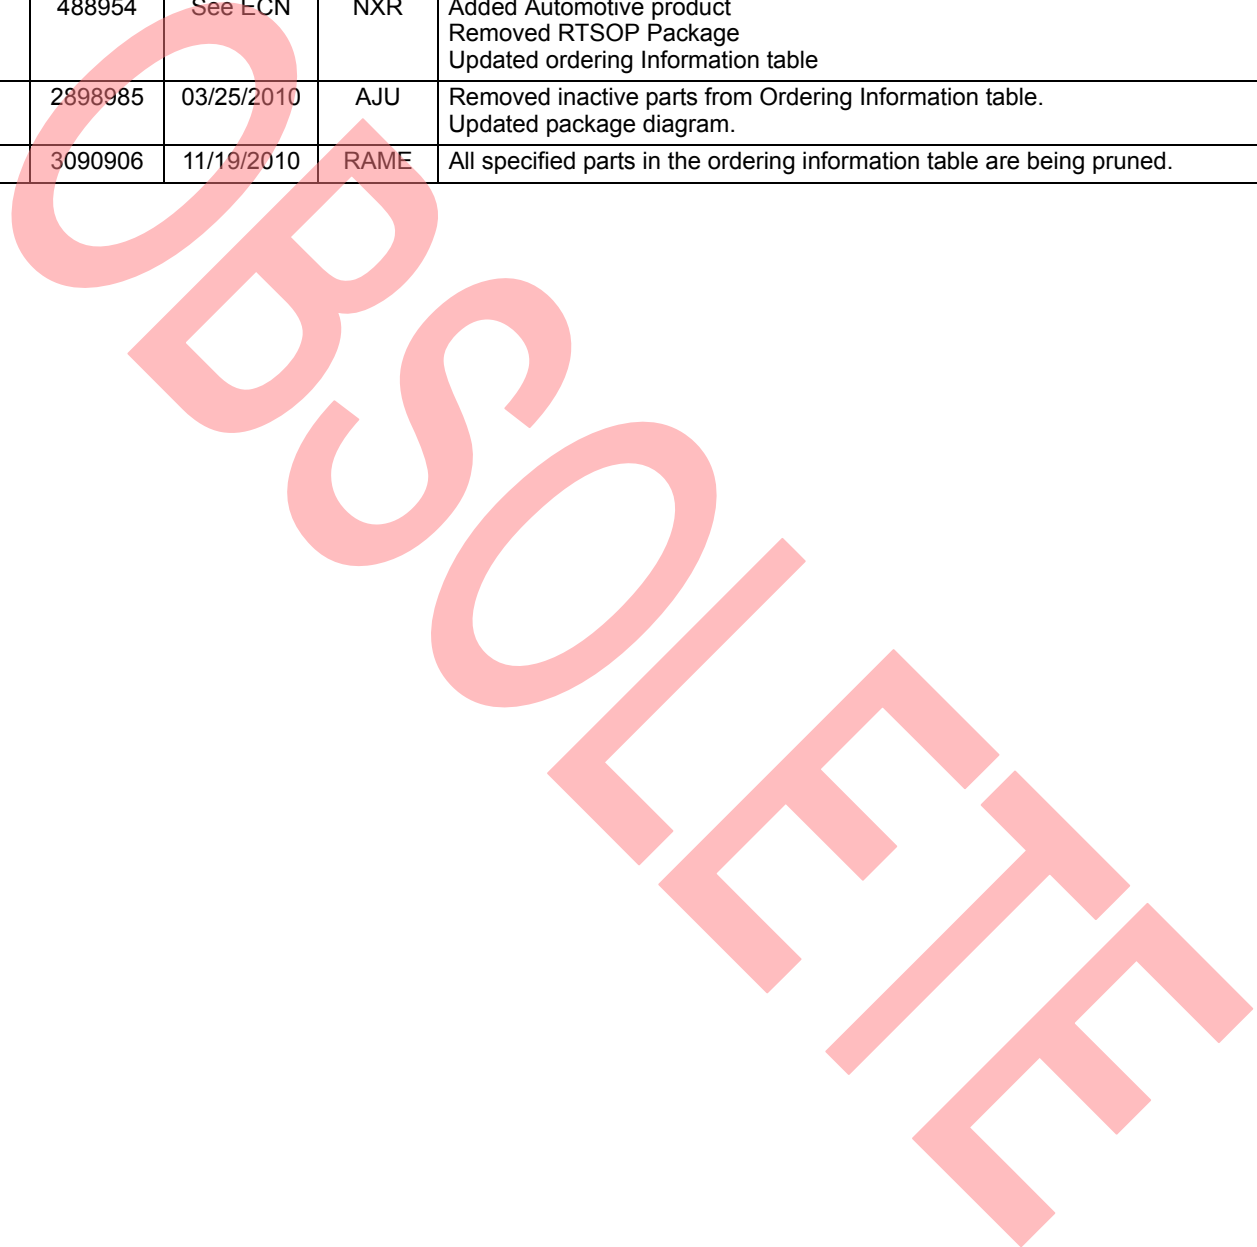 488954 See ECN NXR Added Automotive product
Removed RTSOP Package
Updated ordering Information table
2898985 03/25/2010 AJU Removed inactive parts from Ordering Information table.
Updated package diagram.
3090906 11/19/2010 RAME All specified parts in the ordering information table are being pruned.
OBSOLETE